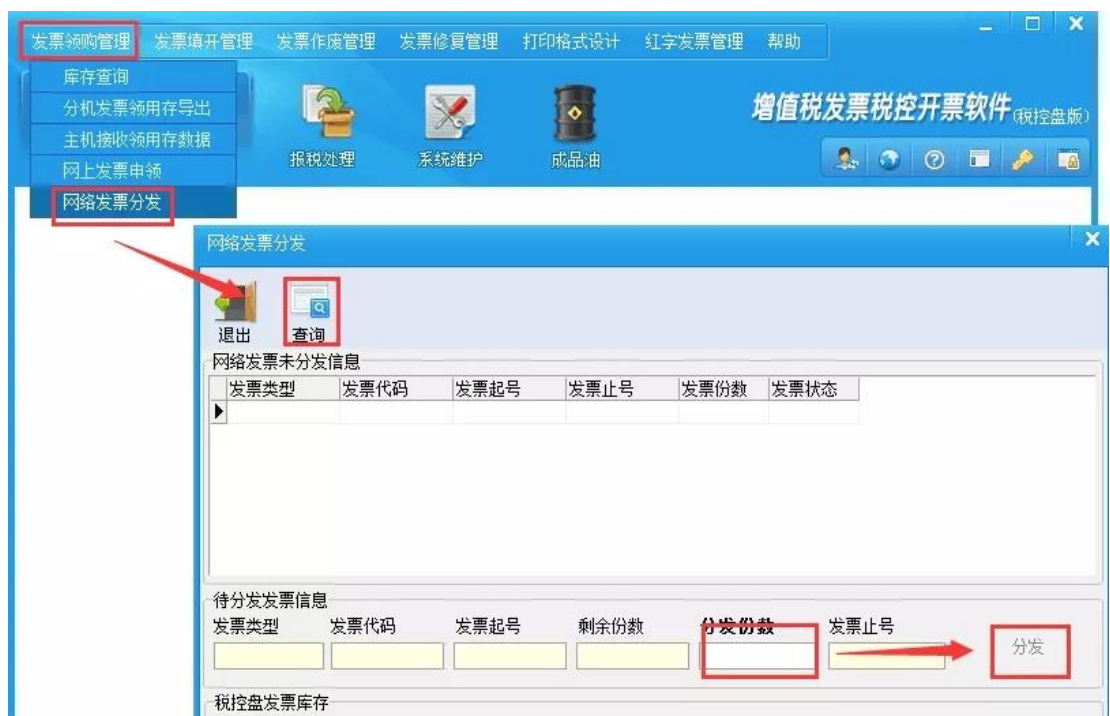 发票领购管理 发票填开管理 发票作废管理 发票修复管理 打印格式设计 红字发票管理 帮助
库存查询
分机发票领用存导出
主机接收领用存数据
网上发票申领
网络发票分发
报税处理 系统维护 成品油
增值税发票税控开票软件(税控盘版)
网络发票分发
退出 查询
网络发票未分发信息
发票类型 发票代码 发票起号 发票止号 发票份数 发票状态
待分发发票信息
发票类型 发票代码 发票起号 剩余份数 分发份数 发票止号
分发
税控盘发票库存